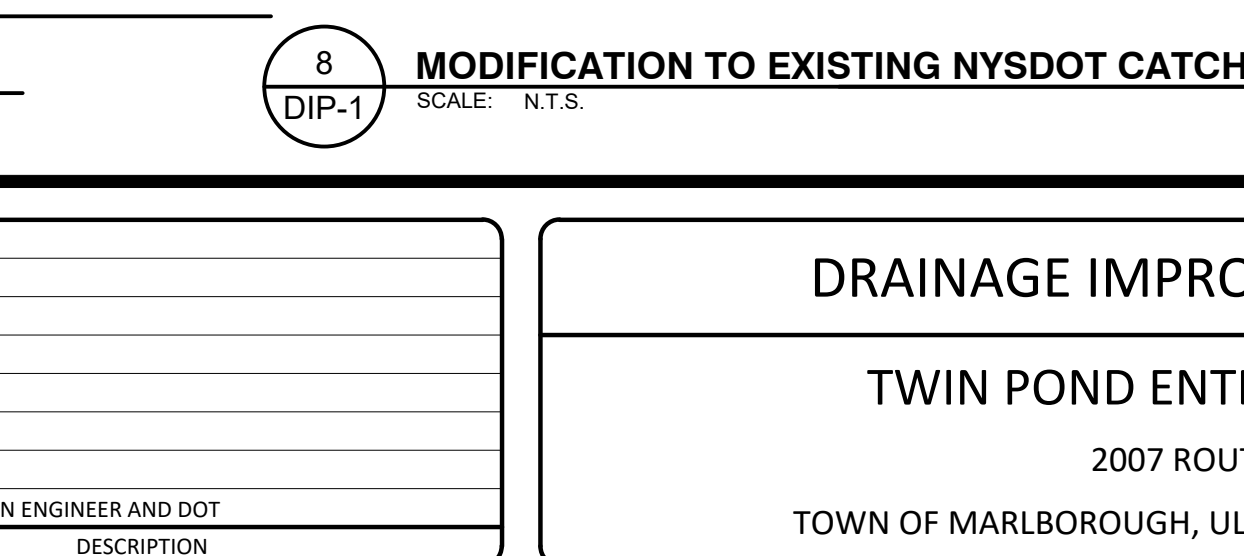 8
DIP-1
MODIFICATION TO EXISTING NYSDOT CATCH
SCALE: N.T.S.
N ENGINEER AND DOT
DESCRIPTION
DRAINAGE IMPRO
TWIN POND ENT
2007 ROUT
TOWN OF MARLBOROUGH, UL